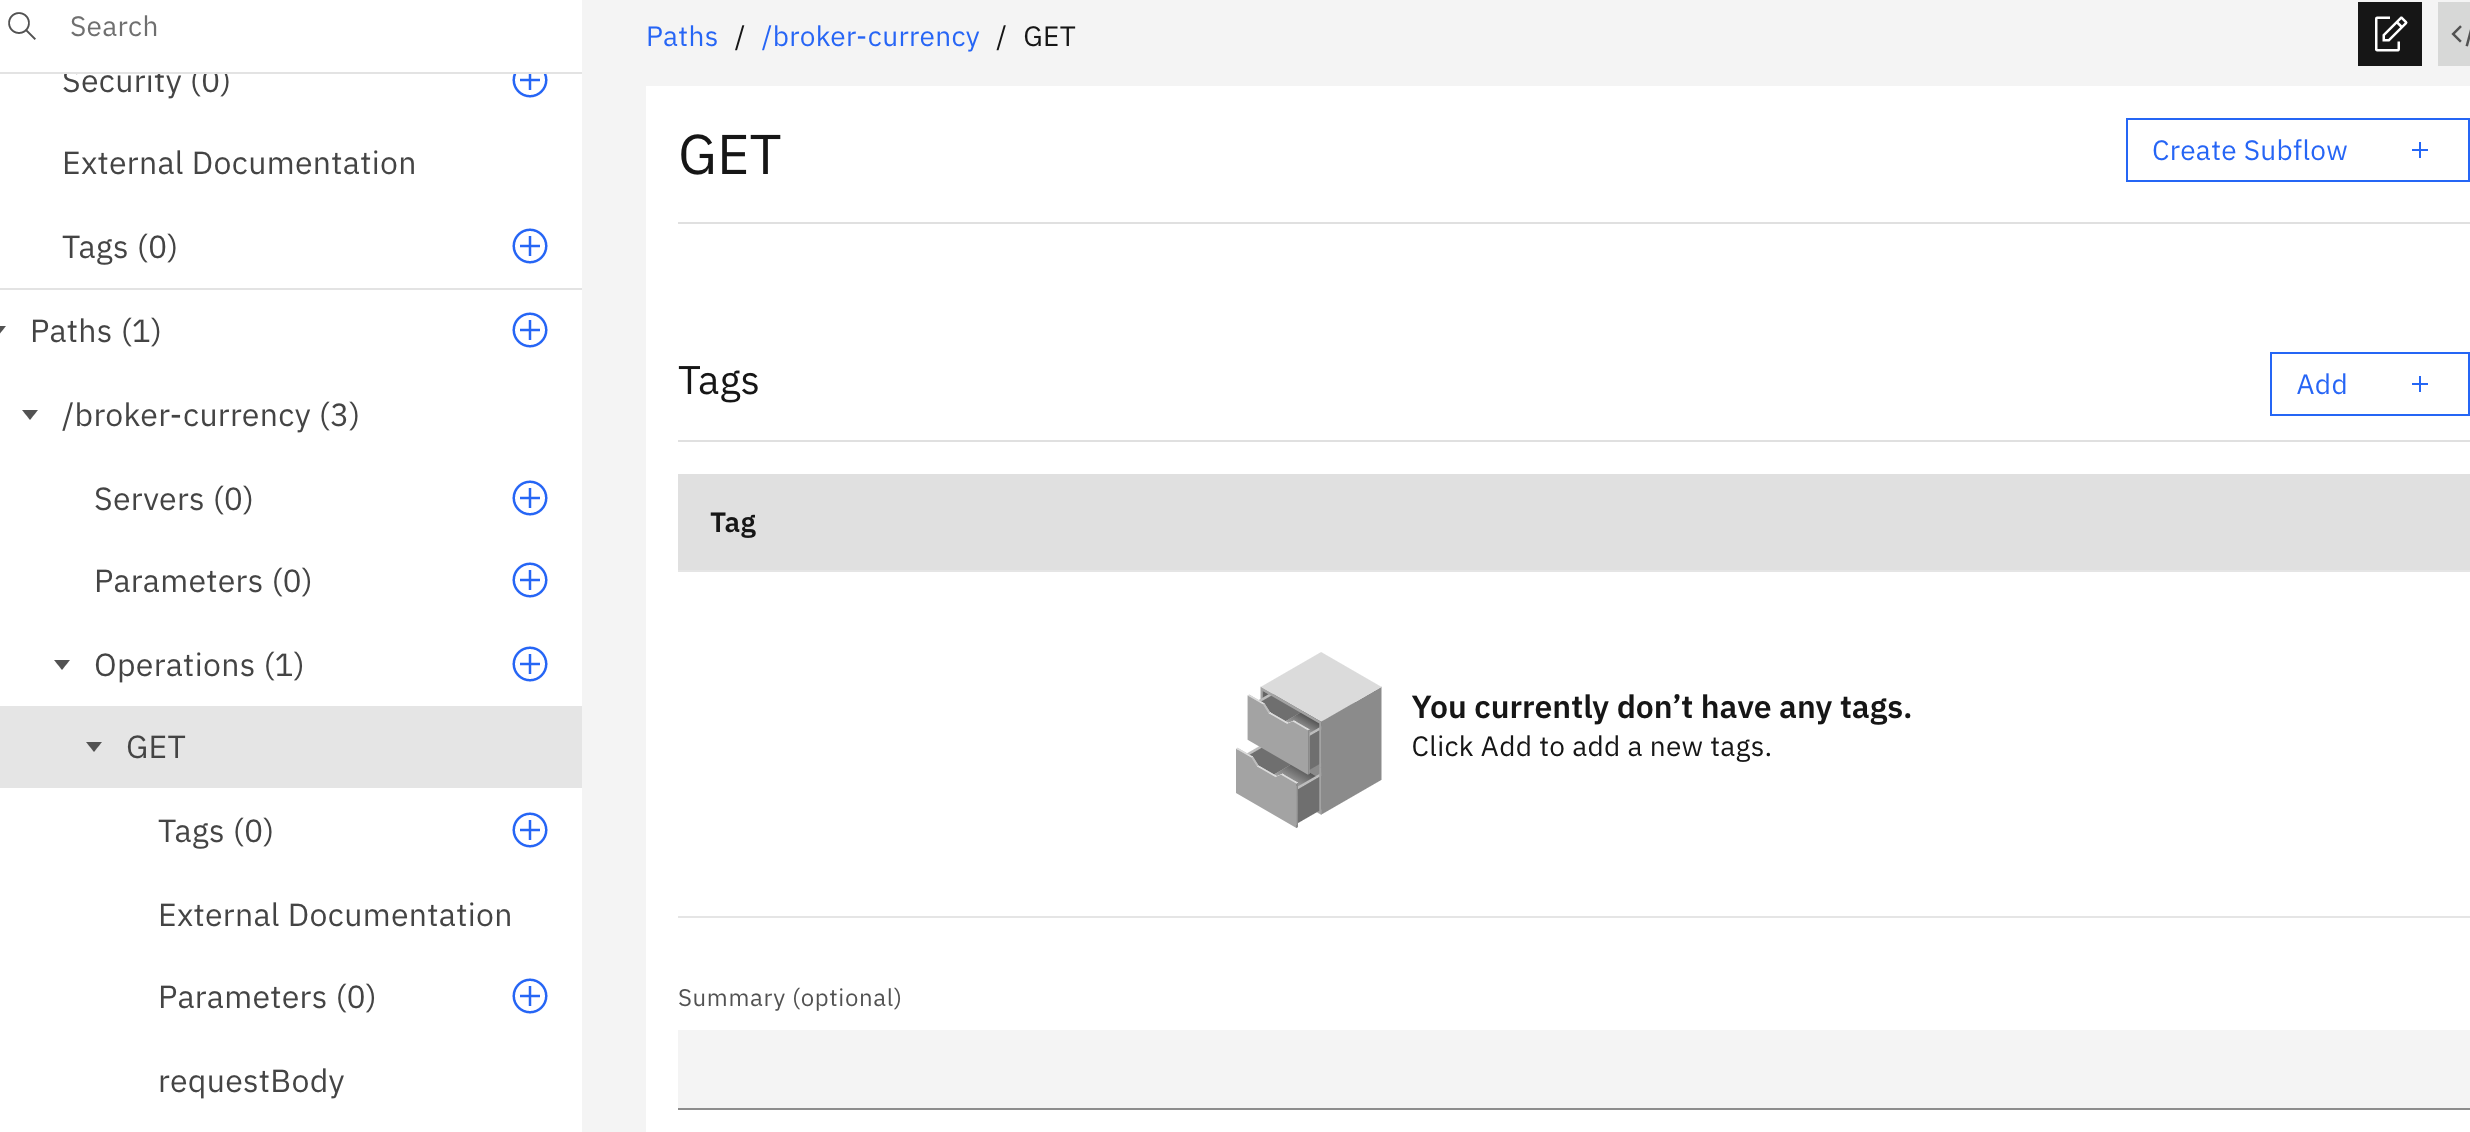 Search
Security (0)
External Documentation
Tags (0)
Paths (1)
/broker-currency (3)
Servers (0)
Parameters (0)
Operations (1)
GET
Tags (0)
External Documentation
Parameters (0)
requestBody
Paths / /broker-currency / GET
</
GET
Create Subflow +
Tags
Add +
Tag
You currently don’t have any tags.
Click Add to add a new tags.
Summary (optional)